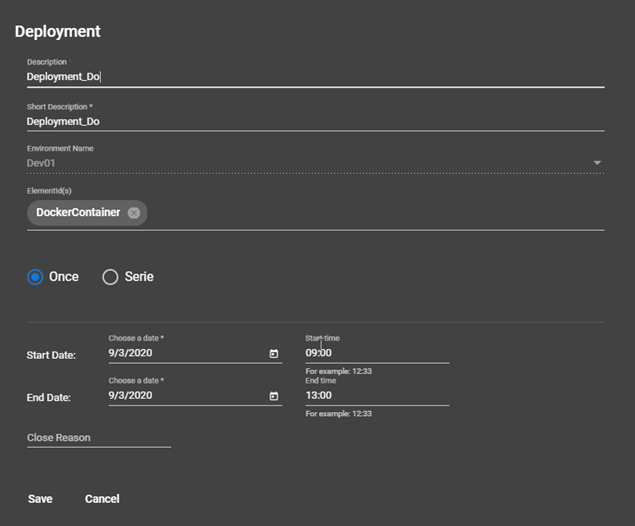 Deployment
Description *
Deployment_Do
Short Description *
Deployment_Do
Environment Name
Dev01
ElementId(s)
DockerContainer
Once Serie
Choose a date * Start time
Start Date: 9/3/2020 09:00
For example: 12:33
Choose a date * End time
End Date: 9/3/2020 13:00
For example: 12:33
Close Reason
Save Cancel